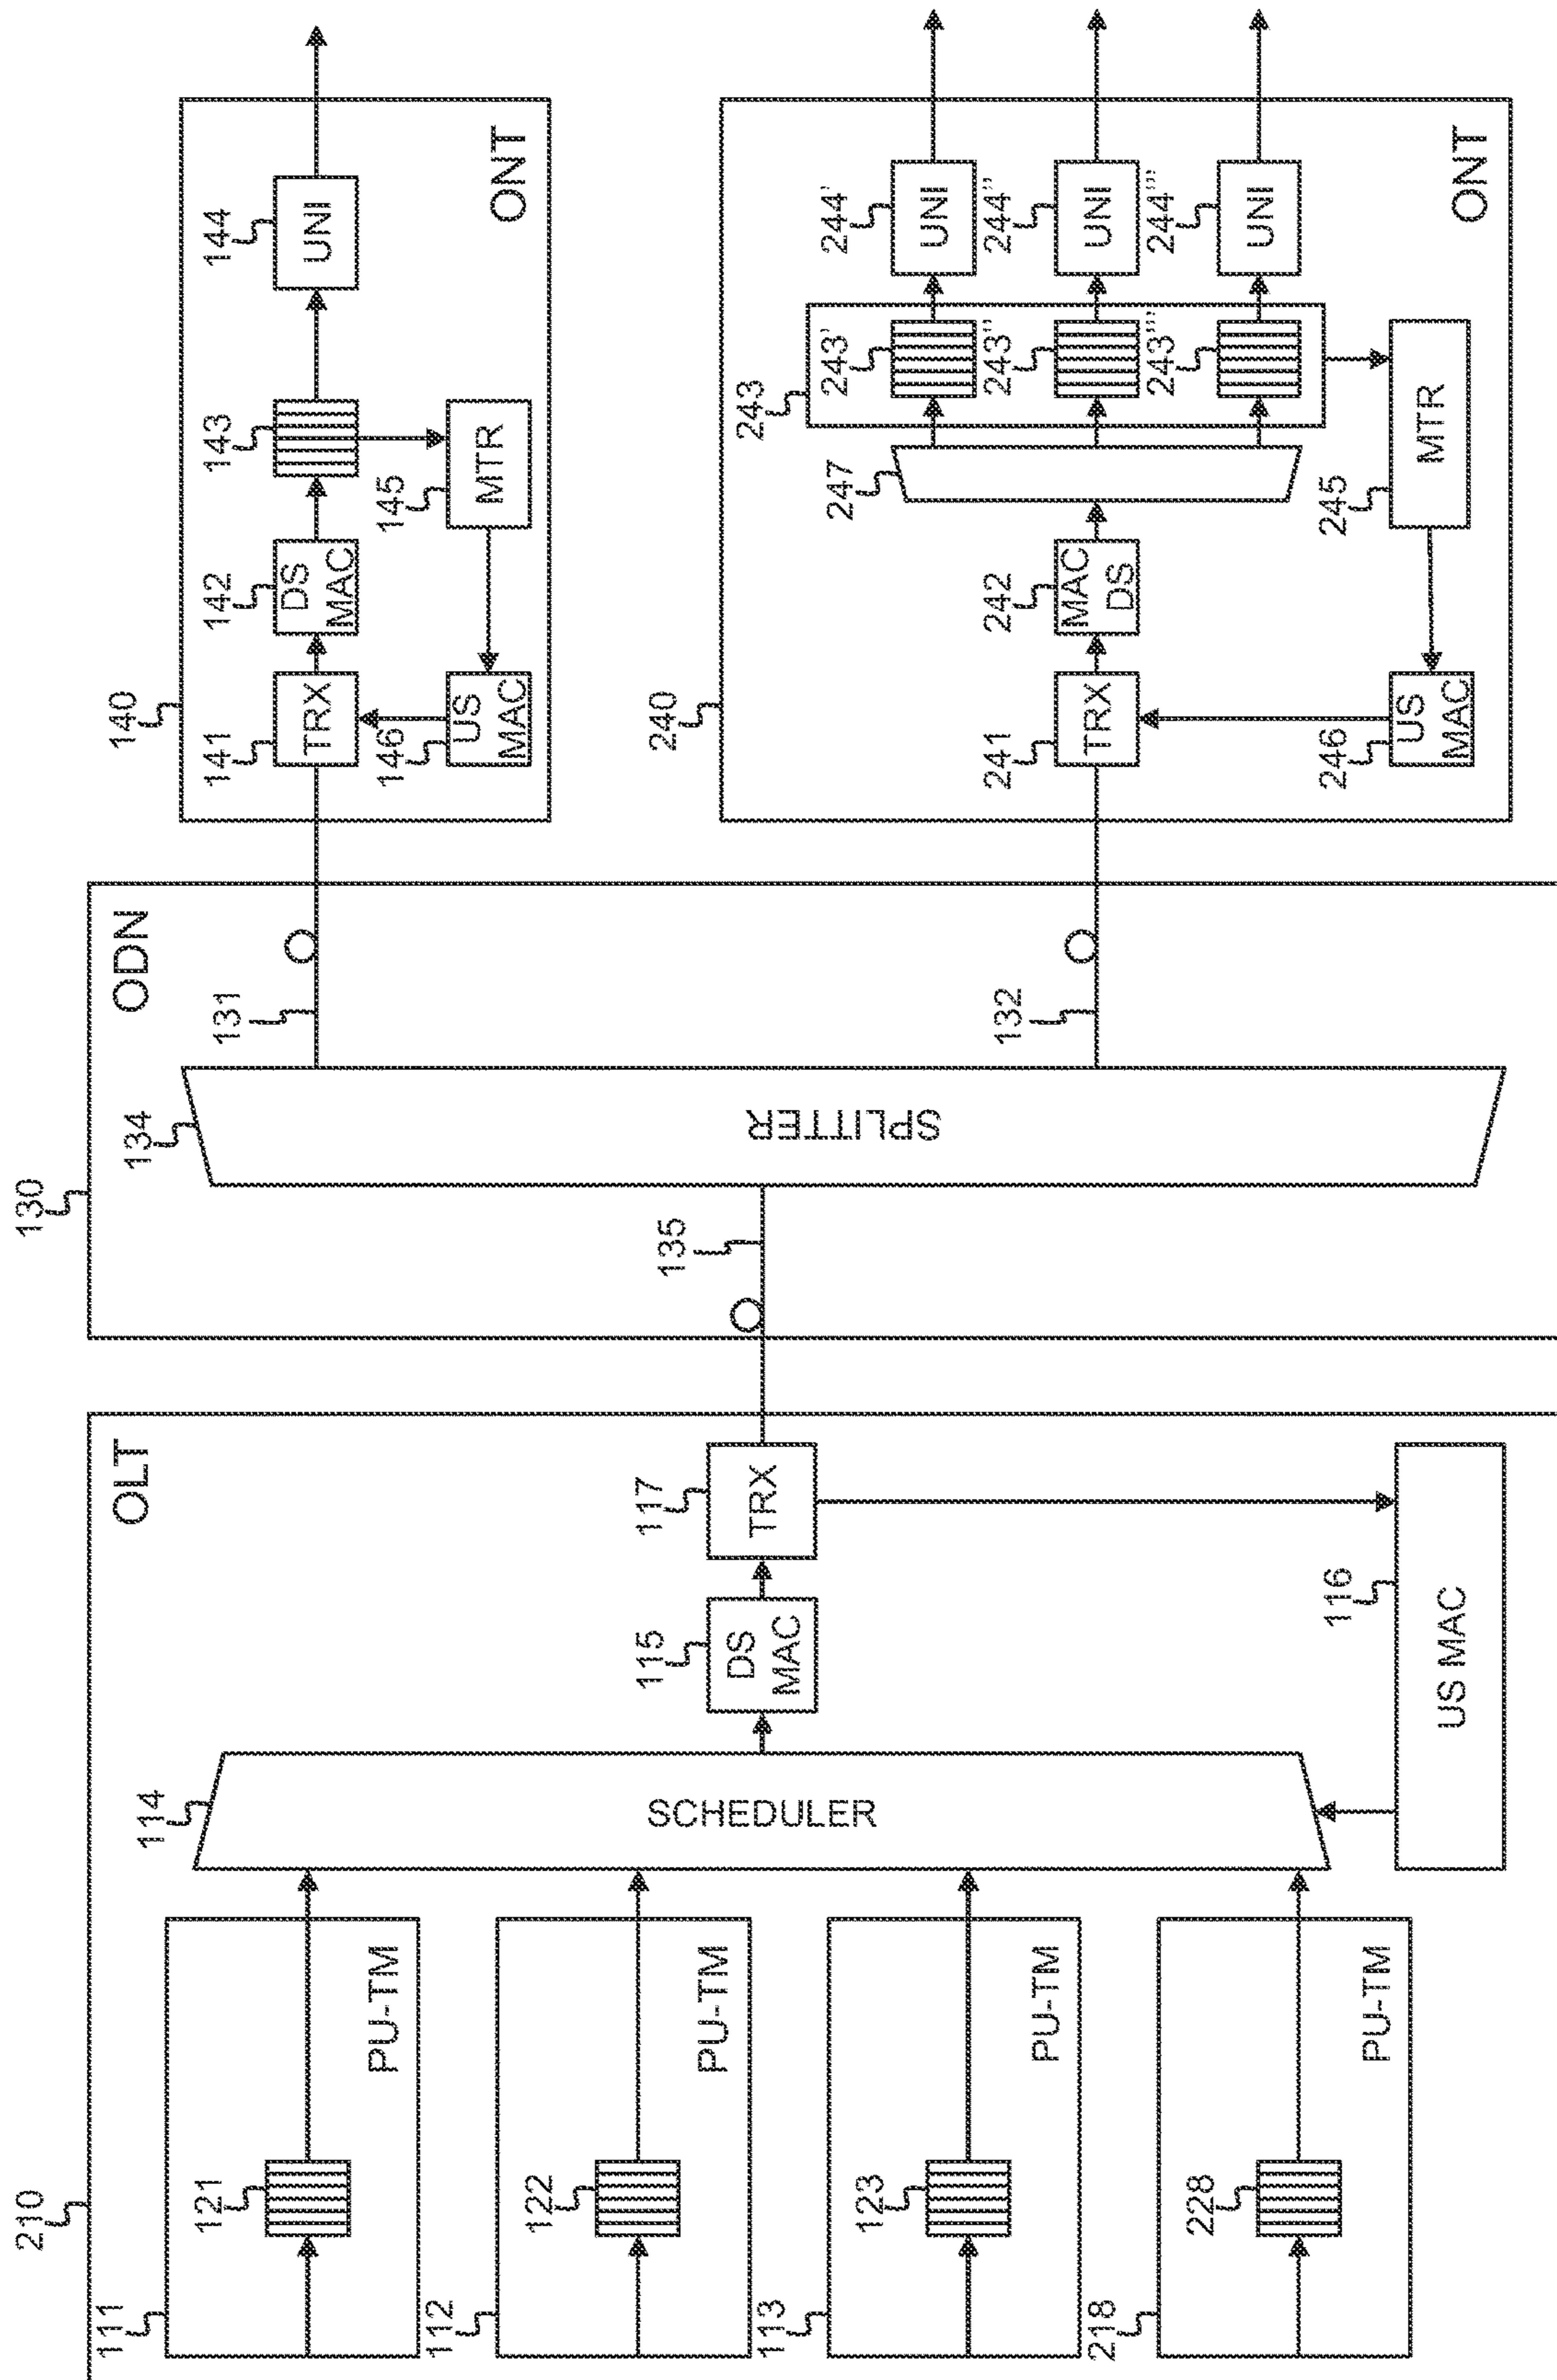 210
OLT
111
121
PU-TM
112
122
PU-TM
113
123
PU-TM
218
228
PU-TM
114
SCHEDULER
115
DS
MAC
117
TRX
116
US MAC
130
ODN
135
134
SPLITTER
131
132
140
141
TRX
142
DS
MAC
143
144
UNI
145
MTR
146
US
MAC
ONT
240
241
TRX
242
MAC
DS
247
243
243'
243''
243'''
244'
UNI
244''
UNI
244'''
UNI
245
MTR
246
US
MAC
ONT